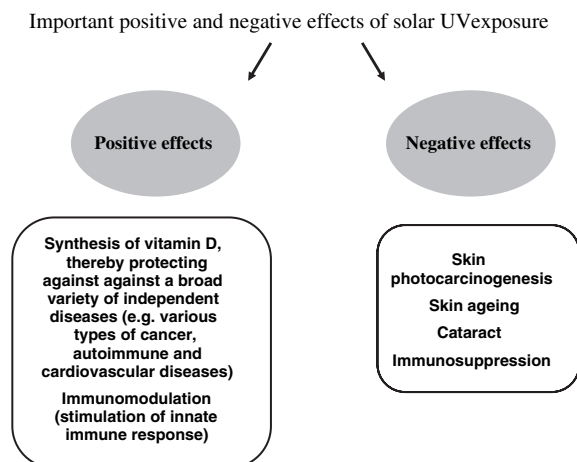 Important positive and negative effects of solar UVexposure
Positive effects
Negative effects
Synthesis of vitamin D,
thereby protecting
against against a broad
variety of independent
diseases (e.g. various
types of cancer,
autoimmune and
cardiovascular diseases)
Immunomodulation
(stimulation of innate
immune response)
Skin
photocarcinogenesis
Skin ageing
Cataract
Immunosuppression